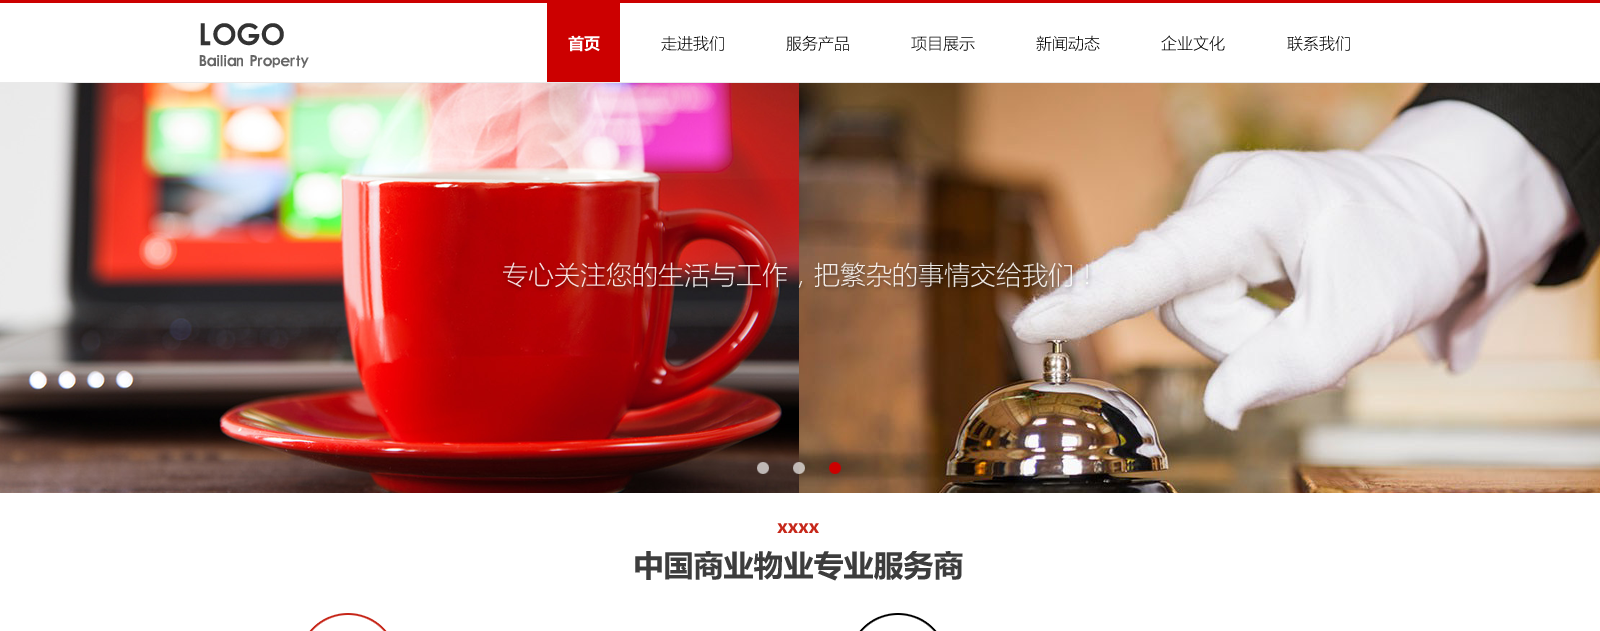 LOGO
Bailian Property
首页 走进我们 服务产品 项目展示 新闻动态 企业文化 联系我们
专心关注您的生活与工作，把繁杂的事情交给我们！
xxxx
中国商业物业专业服务商